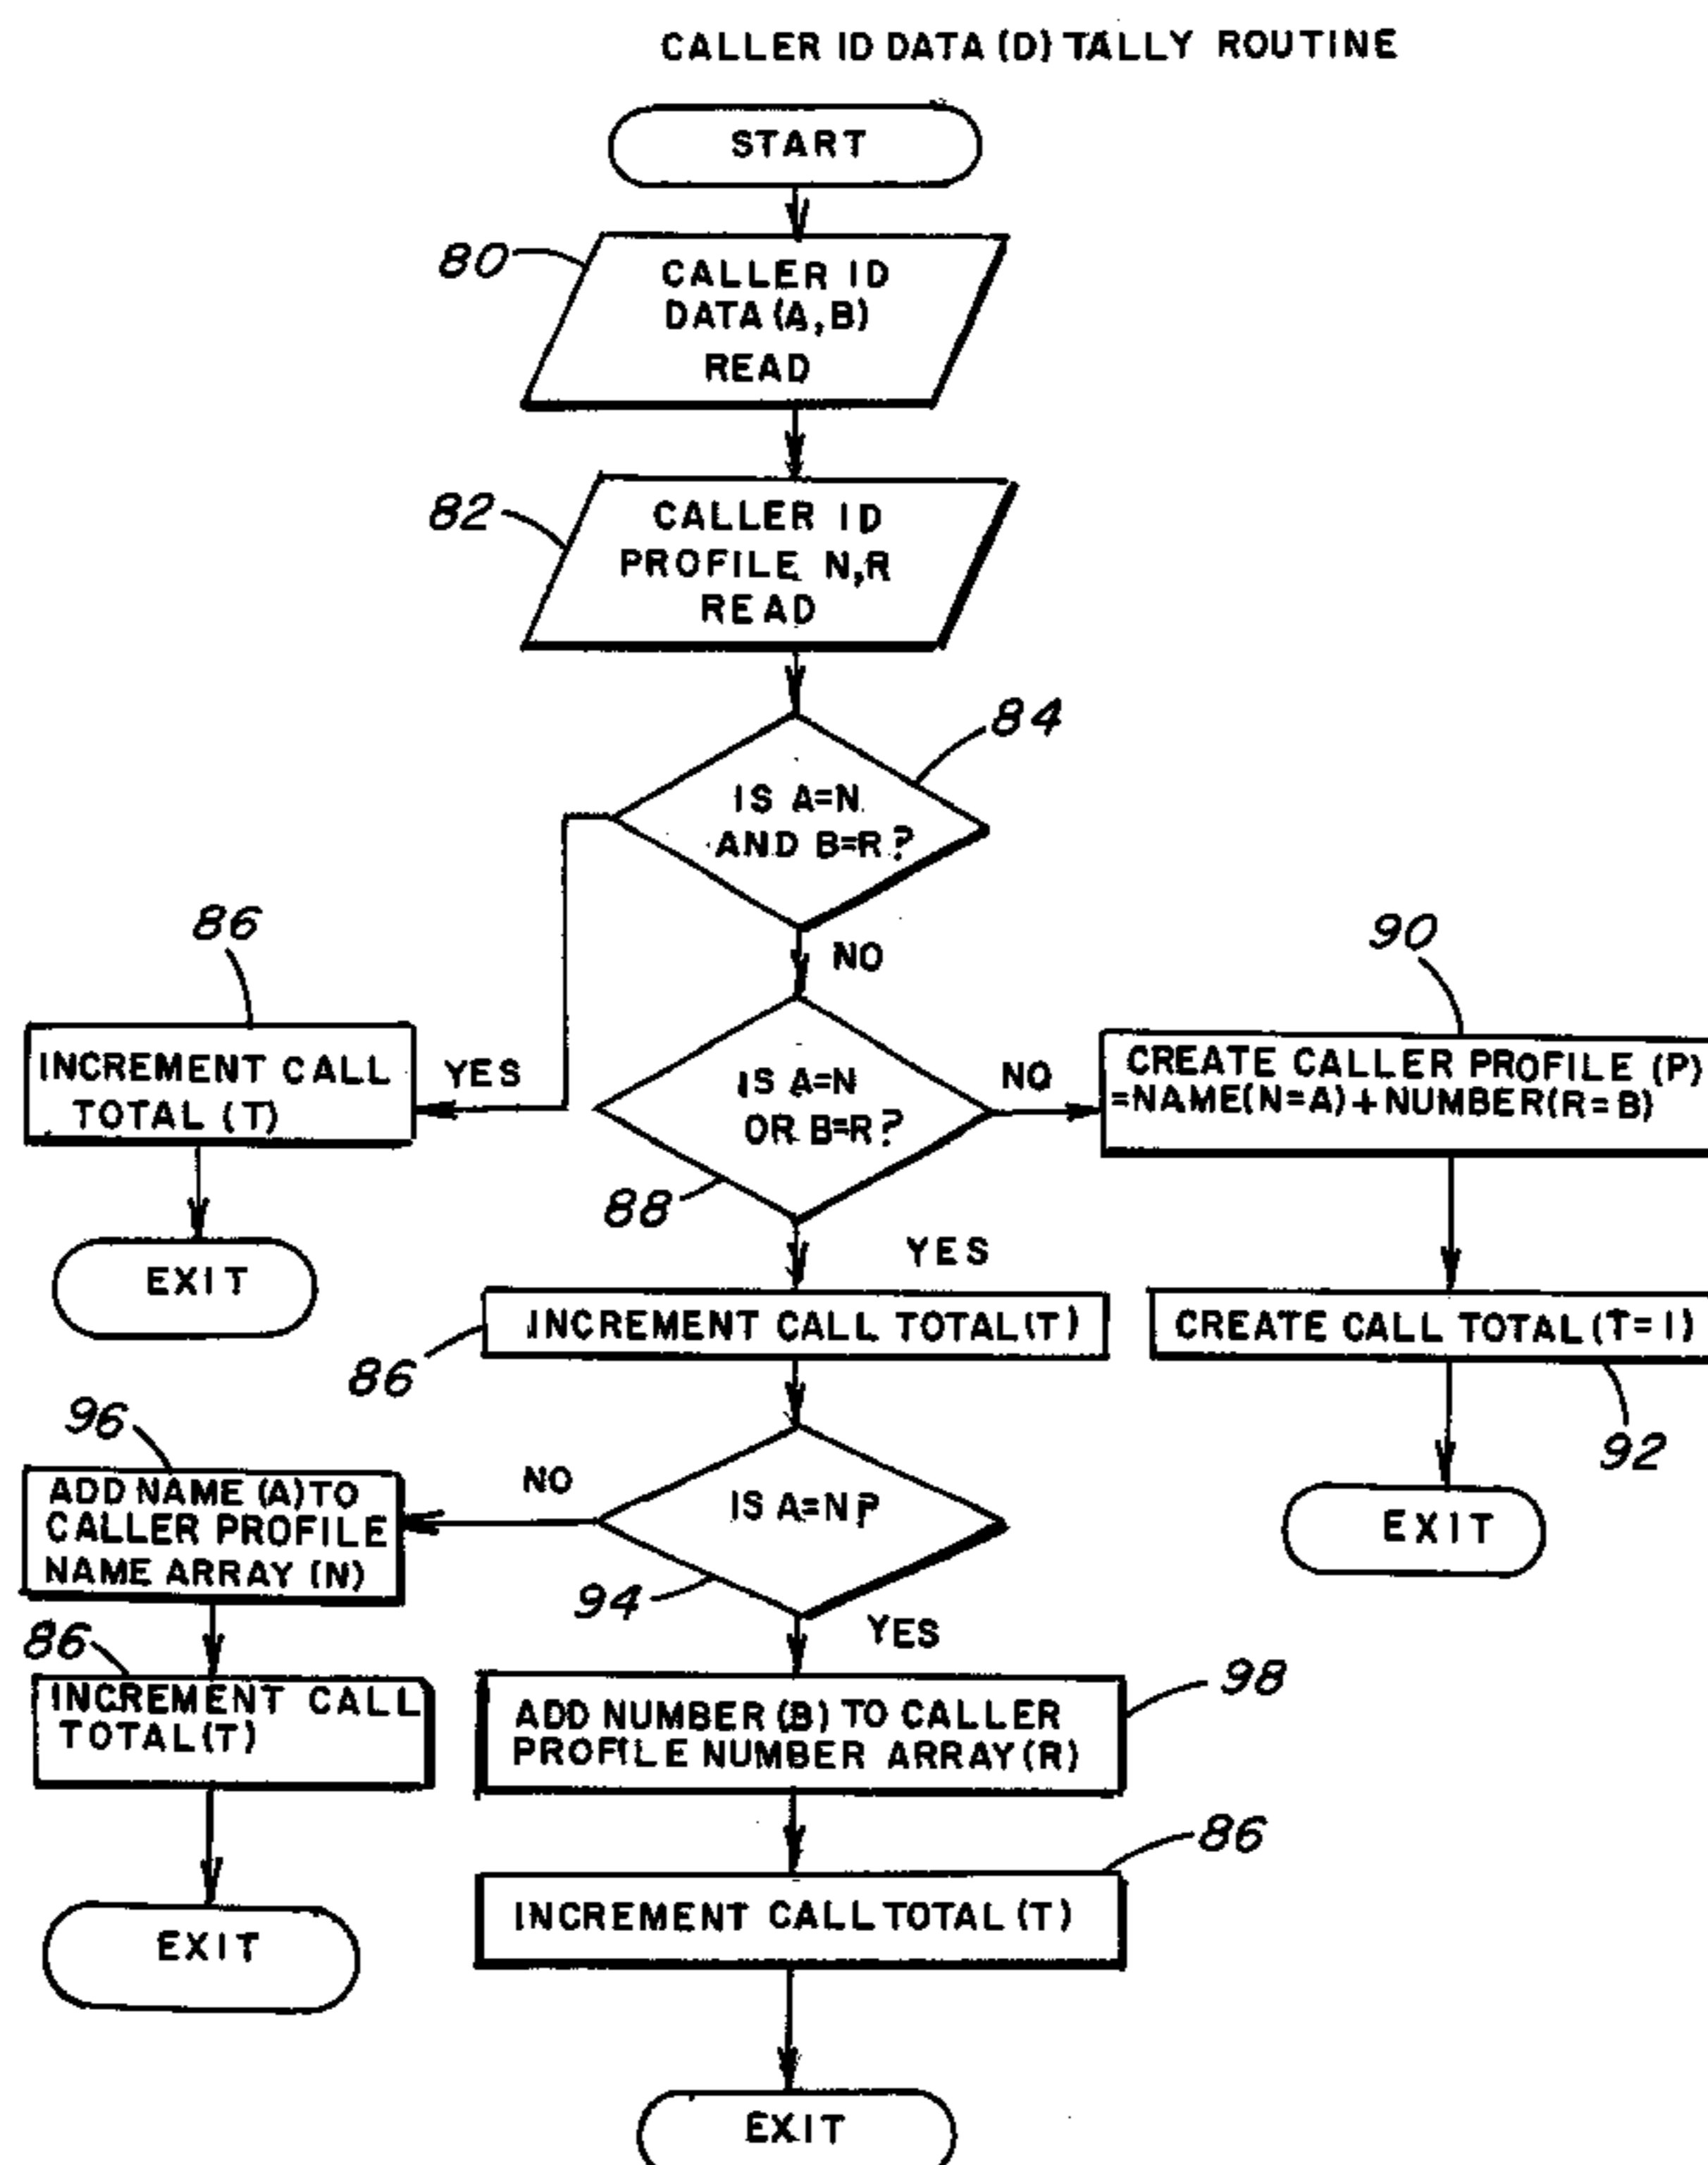 CALLER ID DATA (D) TALLY ROUTINE
START
80
CALLER ID
DATA (A,B)
READ
82
CALLER ID
PROFILE N,R
READ
84
IS A=N
AND B=R?
86
NO
90
INCREMENT CALL
TOTAL (T)
YES
IS A=N
OR B=R?
NO
CREATE CALLER PROFILE (P)
=NAME(N=A)+NUMBER(R=B)
88
EXIT
YES
INCREMENT CALL TOTAL (T)
CREATE CALL TOTAL (T=1)
86
92
96
ADD NAME (A) TO
CALLER PROFILE
NAME ARRAY (N)
NO
IS A=N?
EXIT
94
YES
86
INCREMENT CALL
TOTAL (T)
98
ADD NUMBER (B) TO CALLER
PROFILE NUMBER ARRAY (R)
86
INCREMENT CALL TOTAL (T)
EXIT
EXIT